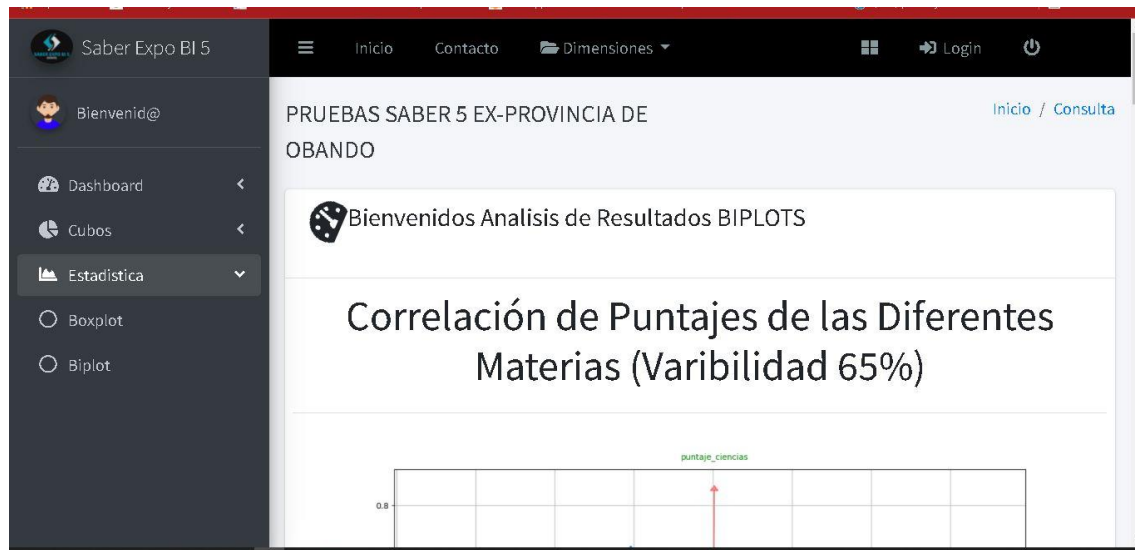 Saber Expo BI 5
Inicio Contacto Dimensiones Login
Bienvenid@
Dashboard
Cubos
Estadistica
Boxplot
Biplot
PRUEBAS SABER 5 EX-PROVINCIA DE
OBANDO
Inicio / Consulta
Bienvenidos Analisis de Resultados BIPLOTS
Correlación de Puntajes de las Diferentes
Materias (Varibilidad 65%)
puntaje_ciencias
0.8